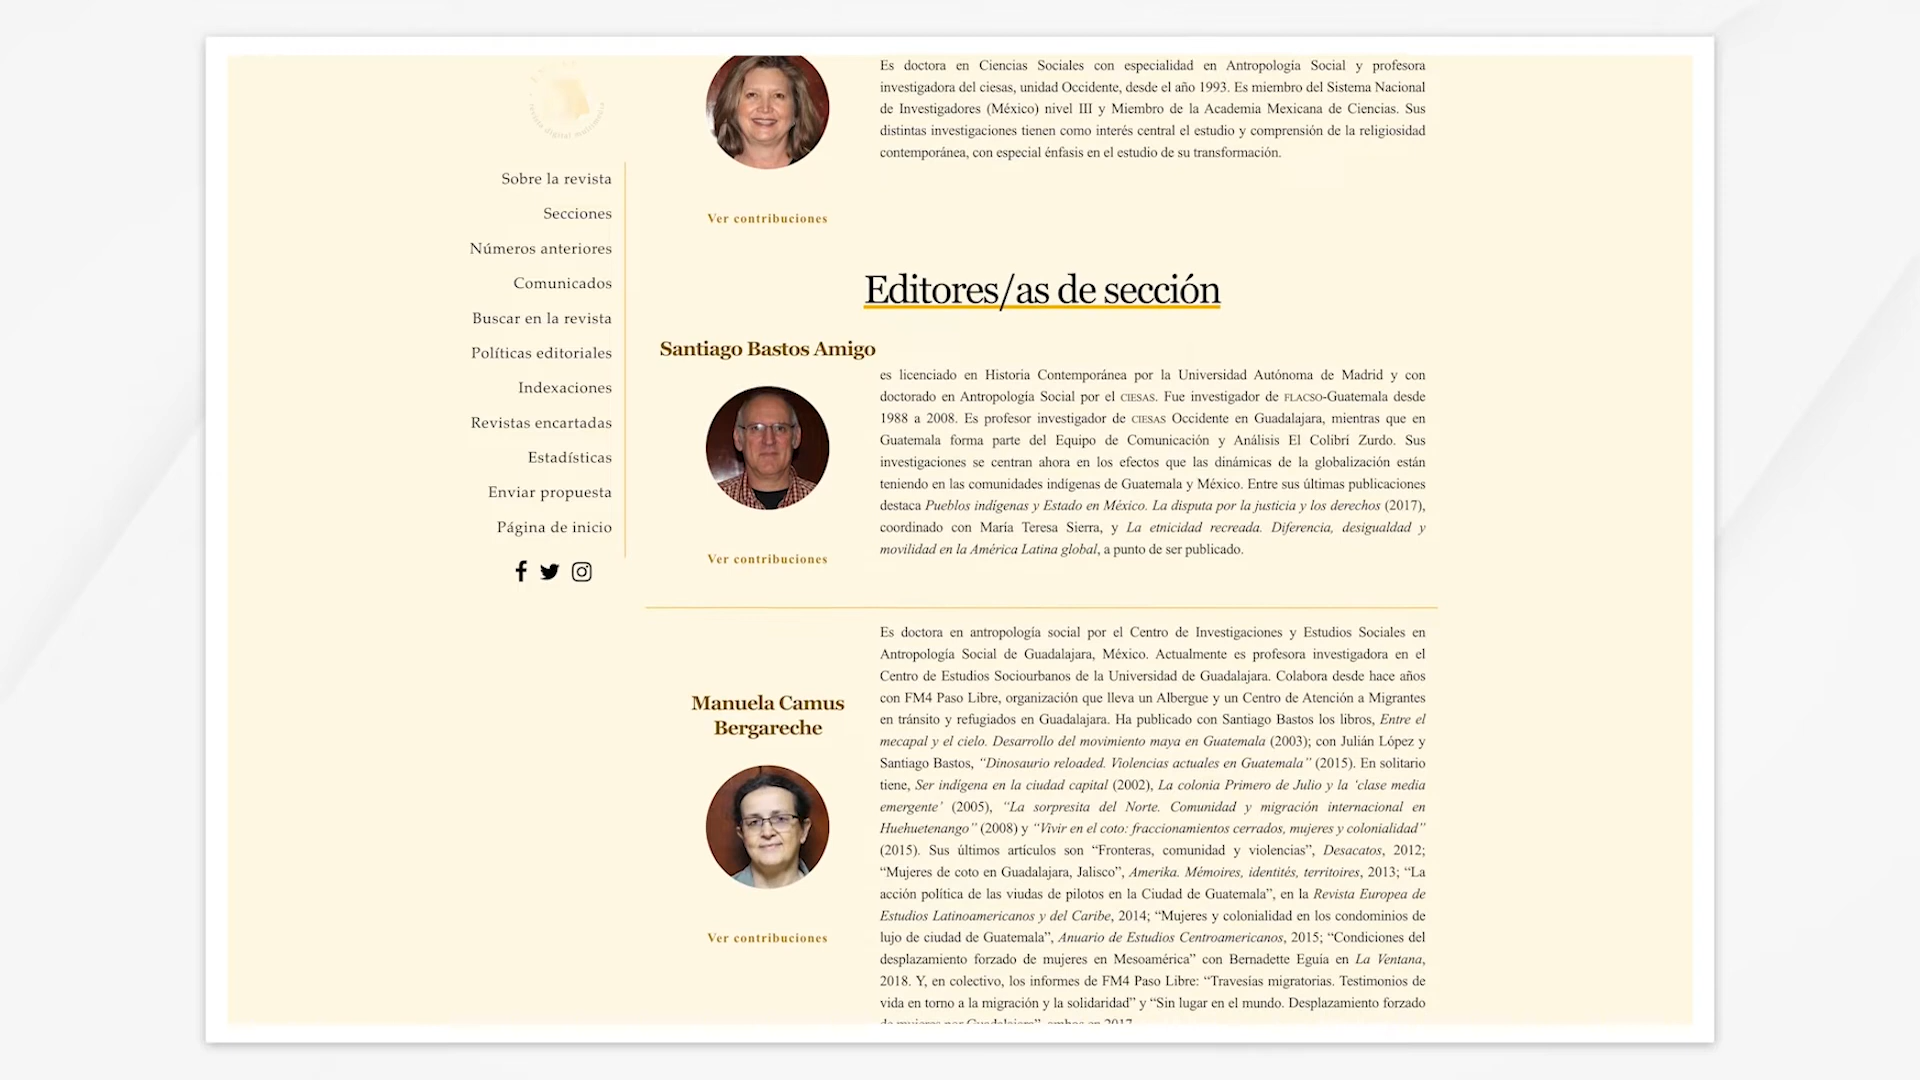 revista digital multimedia
Sobre la revista
Secciones
Números anteriores
Comunicados
Buscar en la revista
Políticas editoriales
Indexaciones
Revistas encartadas
Estadísticas
Enviar propuesta
Página de inicio
Es doctora en Ciencias Sociales con especialidad en Antropología Social y profesora
investigadora del ciesas, unidad Occidente, desde el año 1993. Es miembro del Sistema Nacional
de Investigadores (México) nivel III y Miembro de la Academia Mexicana de Ciencias. Sus
distintas investigaciones tienen como interés central el estudio y comprensión de la religiosidad
contemporánea, con especial énfasis en el estudio de su transformación.
Ver contribuciones
Editores/as de sección
Santiago Bastos Amigo
es licenciado en Historia Contemporánea por la Universidad Autónoma de Madrid y con
doctorado en Antropología Social por el CIESAS. Fue investigador de FLACSO-Guatemala desde
1988 a 2008. Es profesor investigador de CIESAS Occidente en Guadalajara, mientras que en
Guatemala forma parte del Equipo de Comunicación y Análisis El Colibrí Zurdo. Sus
investigaciones se centran ahora en los efectos que las dinámicas de la globalización están
teniendo en las comunidades indígenas de Guatemala y México. Entre sus últimas publicaciones
destaca Pueblos indígenas y Estado en México. La disputa por la justicia y los derechos (2017),
coordinado con María Teresa Sierra, y La etnicidad recreada. Diferencia, desigualdad y
movilidad en la América Latina global, a punto de ser publicado.
Ver contribuciones
Manuela Camus
Bergareche
Es doctora en antropología social por el Centro de Investigaciones y Estudios Sociales en
Antropología Social de Guadalajara, México. Actualmente es profesora investigadora en el
Centro de Estudios Sociourbanos de la Universidad de Guadalajara. Colabora desde hace años
con FM4 Paso Libre, organización que lleva un Albergue y un Centro de Atención a Migrantes
en tránsito y refugiados en Guadalajara. Ha publicado con Santiago Bastos los libros, Entre el
mecapal y el cielo. Desarrollo del movimiento maya en Guatemala (2003); con Julián López y
Santiago Bastos, “Dinosaurio reloaded. Violencias actuales en Guatemala” (2015). En solitario
tiene, Ser indígena en la ciudad capital (2002), La colonia Primero de Julio y la ‘clase media
emergente’ (2005), “La sorpresita del Norte. Comunidad y migración internacional en
Huehuetenango” (2008) y “Vivir en el coto: fraccionamientos cerrados, mujeres y colonialidad”
(2015). Sus últimos artículos son “Fronteras, comunidad y violencias”, Desacatos, 2012;
“Mujeres de coto en Guadalajara, Jalisco”, Amerika. Mémoires, identités, territoires, 2013; “La
acción política de las viudas de pilotos en la Ciudad de Guatemala”, en la Revista Europea de
Estudios Latinoamericanos y del Caribe, 2014; “Mujeres y colonialidad en los condominios de
lujo de ciudad de Guatemala”, Anuario de Estudios Centroamericanos, 2015; “Condiciones del
desplazamiento forzado de mujeres en Mesoamérica” con Bernadette Eguía en La Ventana,
2018. Y, en colectivo, los informes de FM4 Paso Libre: “Travesías migratorias. Testimonios de
vida en torno a la migración y la solidaridad” y “Sin lugar en el mundo. Desplazamiento forzado
de mujeres por Guadalajara”, ambos en 2017.
Ver contribuciones